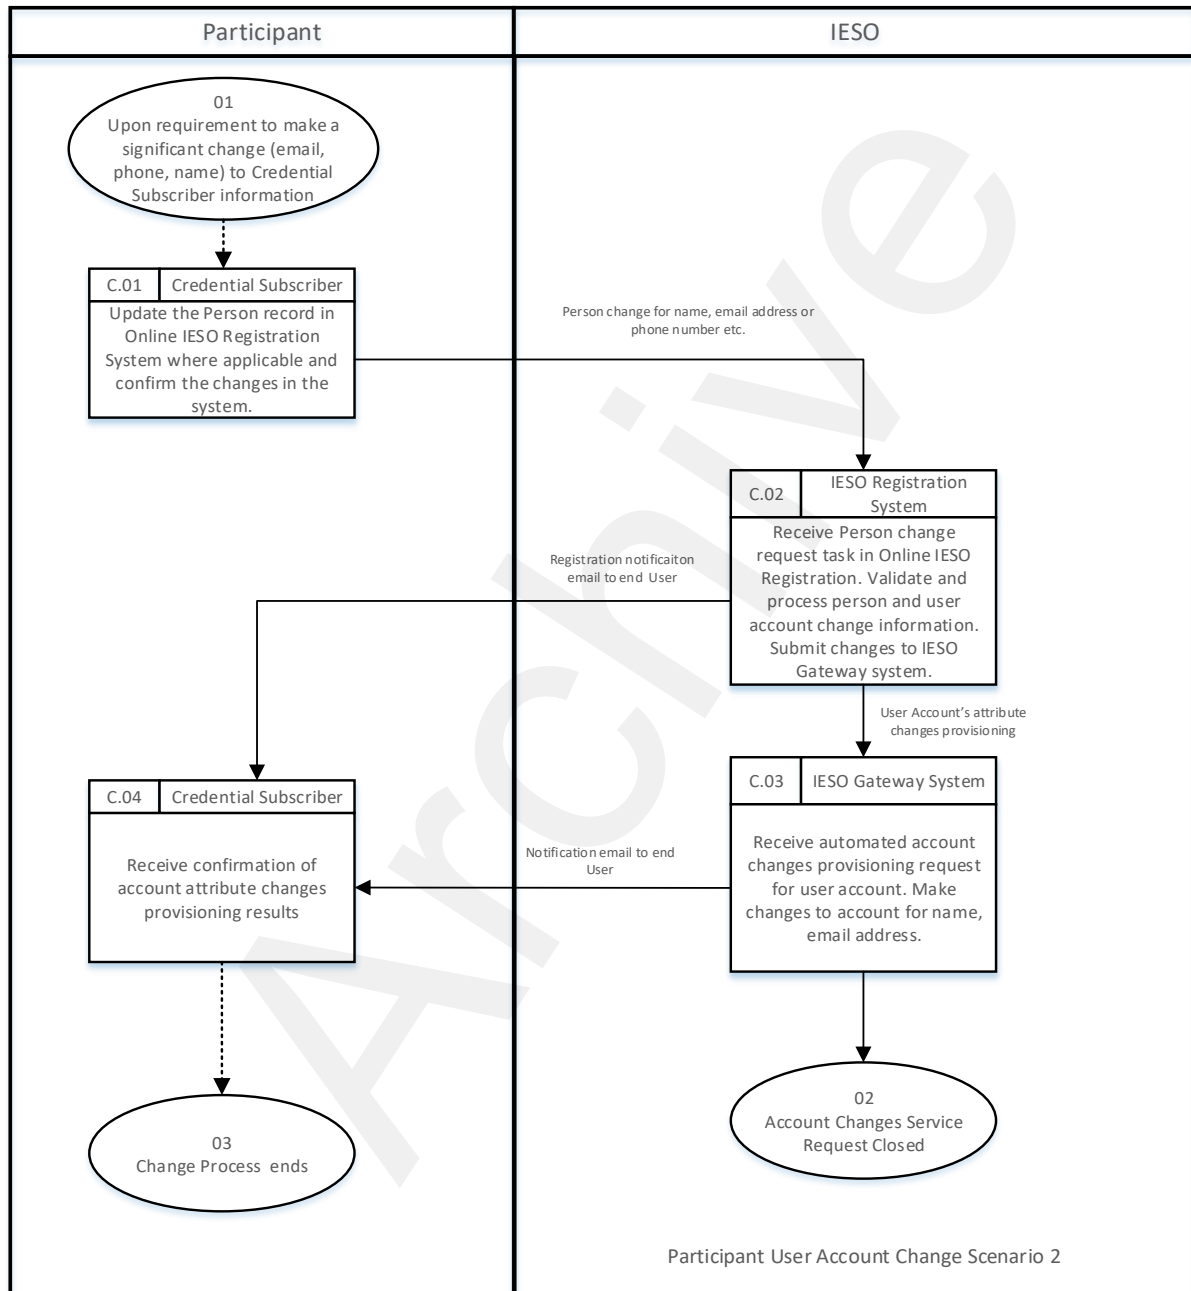 Participant
IESO
01
Upon requirement to make a
significant change (email,
phone, name) to Credential
Subscriber information
C.01
Credential Subscriber
Update the Person record in
Online IESO Registration
System where applicable and
confirm the changes in the
system.
Person change for name, email address or
phone number etc.
C.02
IESO Registration
System
Receive Person change
request task in Online IESO
Registration. Validate and
process person and user
account change information.
Submit changes to IESO
Gateway system.
Registration notificaiton
email to end User
User Account's attribute
changes provisioning
C.03
IESO Gateway System
Receive automated account
changes provisioning request
for user account. Make
changes to account for name,
email address.
C.04
Credential Subscriber
Receive confirmation of
account attribute changes
provisioning results
Notification email to end
User
02
Account Changes Service
Request Closed
03
Change Process ends
Participant User Account Change Scenario 2
Archive